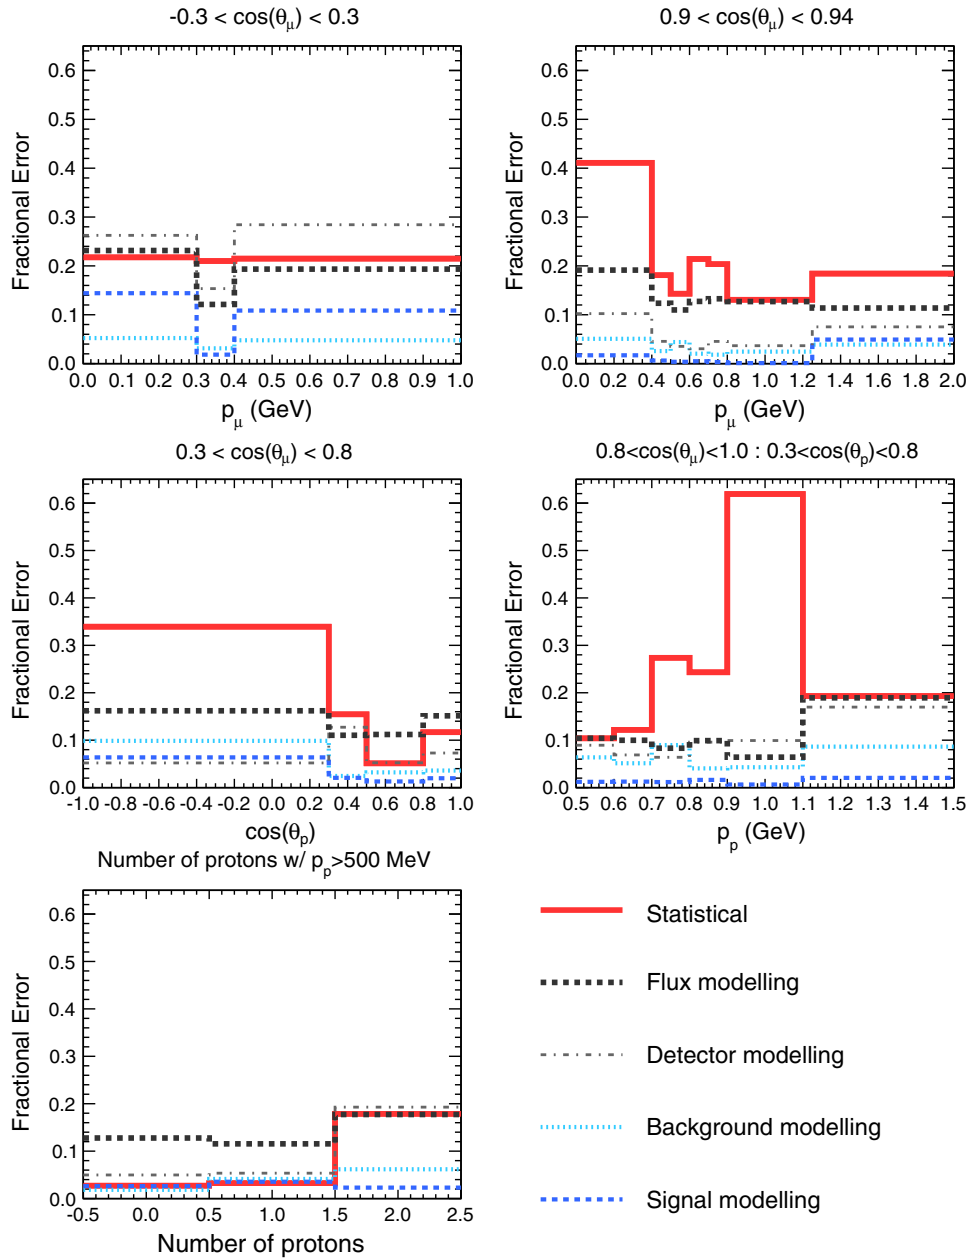 -0.3 < cos(θμ) < 0.3
0.9 < cos(θμ) < 0.94
Fractional Error
0.6
0.5
0.4
0.3
0.2
0.1
0.0
0.0 0.1 0.2 0.3 0.4 0.5 0.6 0.7 0.8 0.9 1.0
pμ (GeV)
Fractional Error
0.6
0.5
0.4
0.3
0.2
0.1
0.0
0.0 0.2 0.4 0.6 0.8 1.0 1.2 1.4 1.6 1.8 2.0
pμ (GeV)
0.3 < cos(θμ) < 0.8
0.8<cos(θμ)<1.0 : 0.3<cos(θp)<0.8
Fractional Error
0.6
0.5
0.4
0.3
0.2
0.1
0.0
-1.0 -0.8 -0.6 -0.4 -0.2 0.0 0.2 0.4 0.6 0.8 1.0
cos(θp)
Fractional Error
0.6
0.5
0.4
0.3
0.2
0.1
0.0
0.5 0.6 0.7 0.8 0.9 1.0 1.1 1.2 1.3 1.4 1.5
pp (GeV)
Number of protons w/ pp>500 MeV
Fractional Error
0.6
0.5
0.4
0.3
0.2
0.1
0.0
-0.5 0.0 0.5 1.0 1.5 2.0 2.5
Number of protons
Statistical
Flux modelling
Detector modelling
Background modelling
Signal modelling